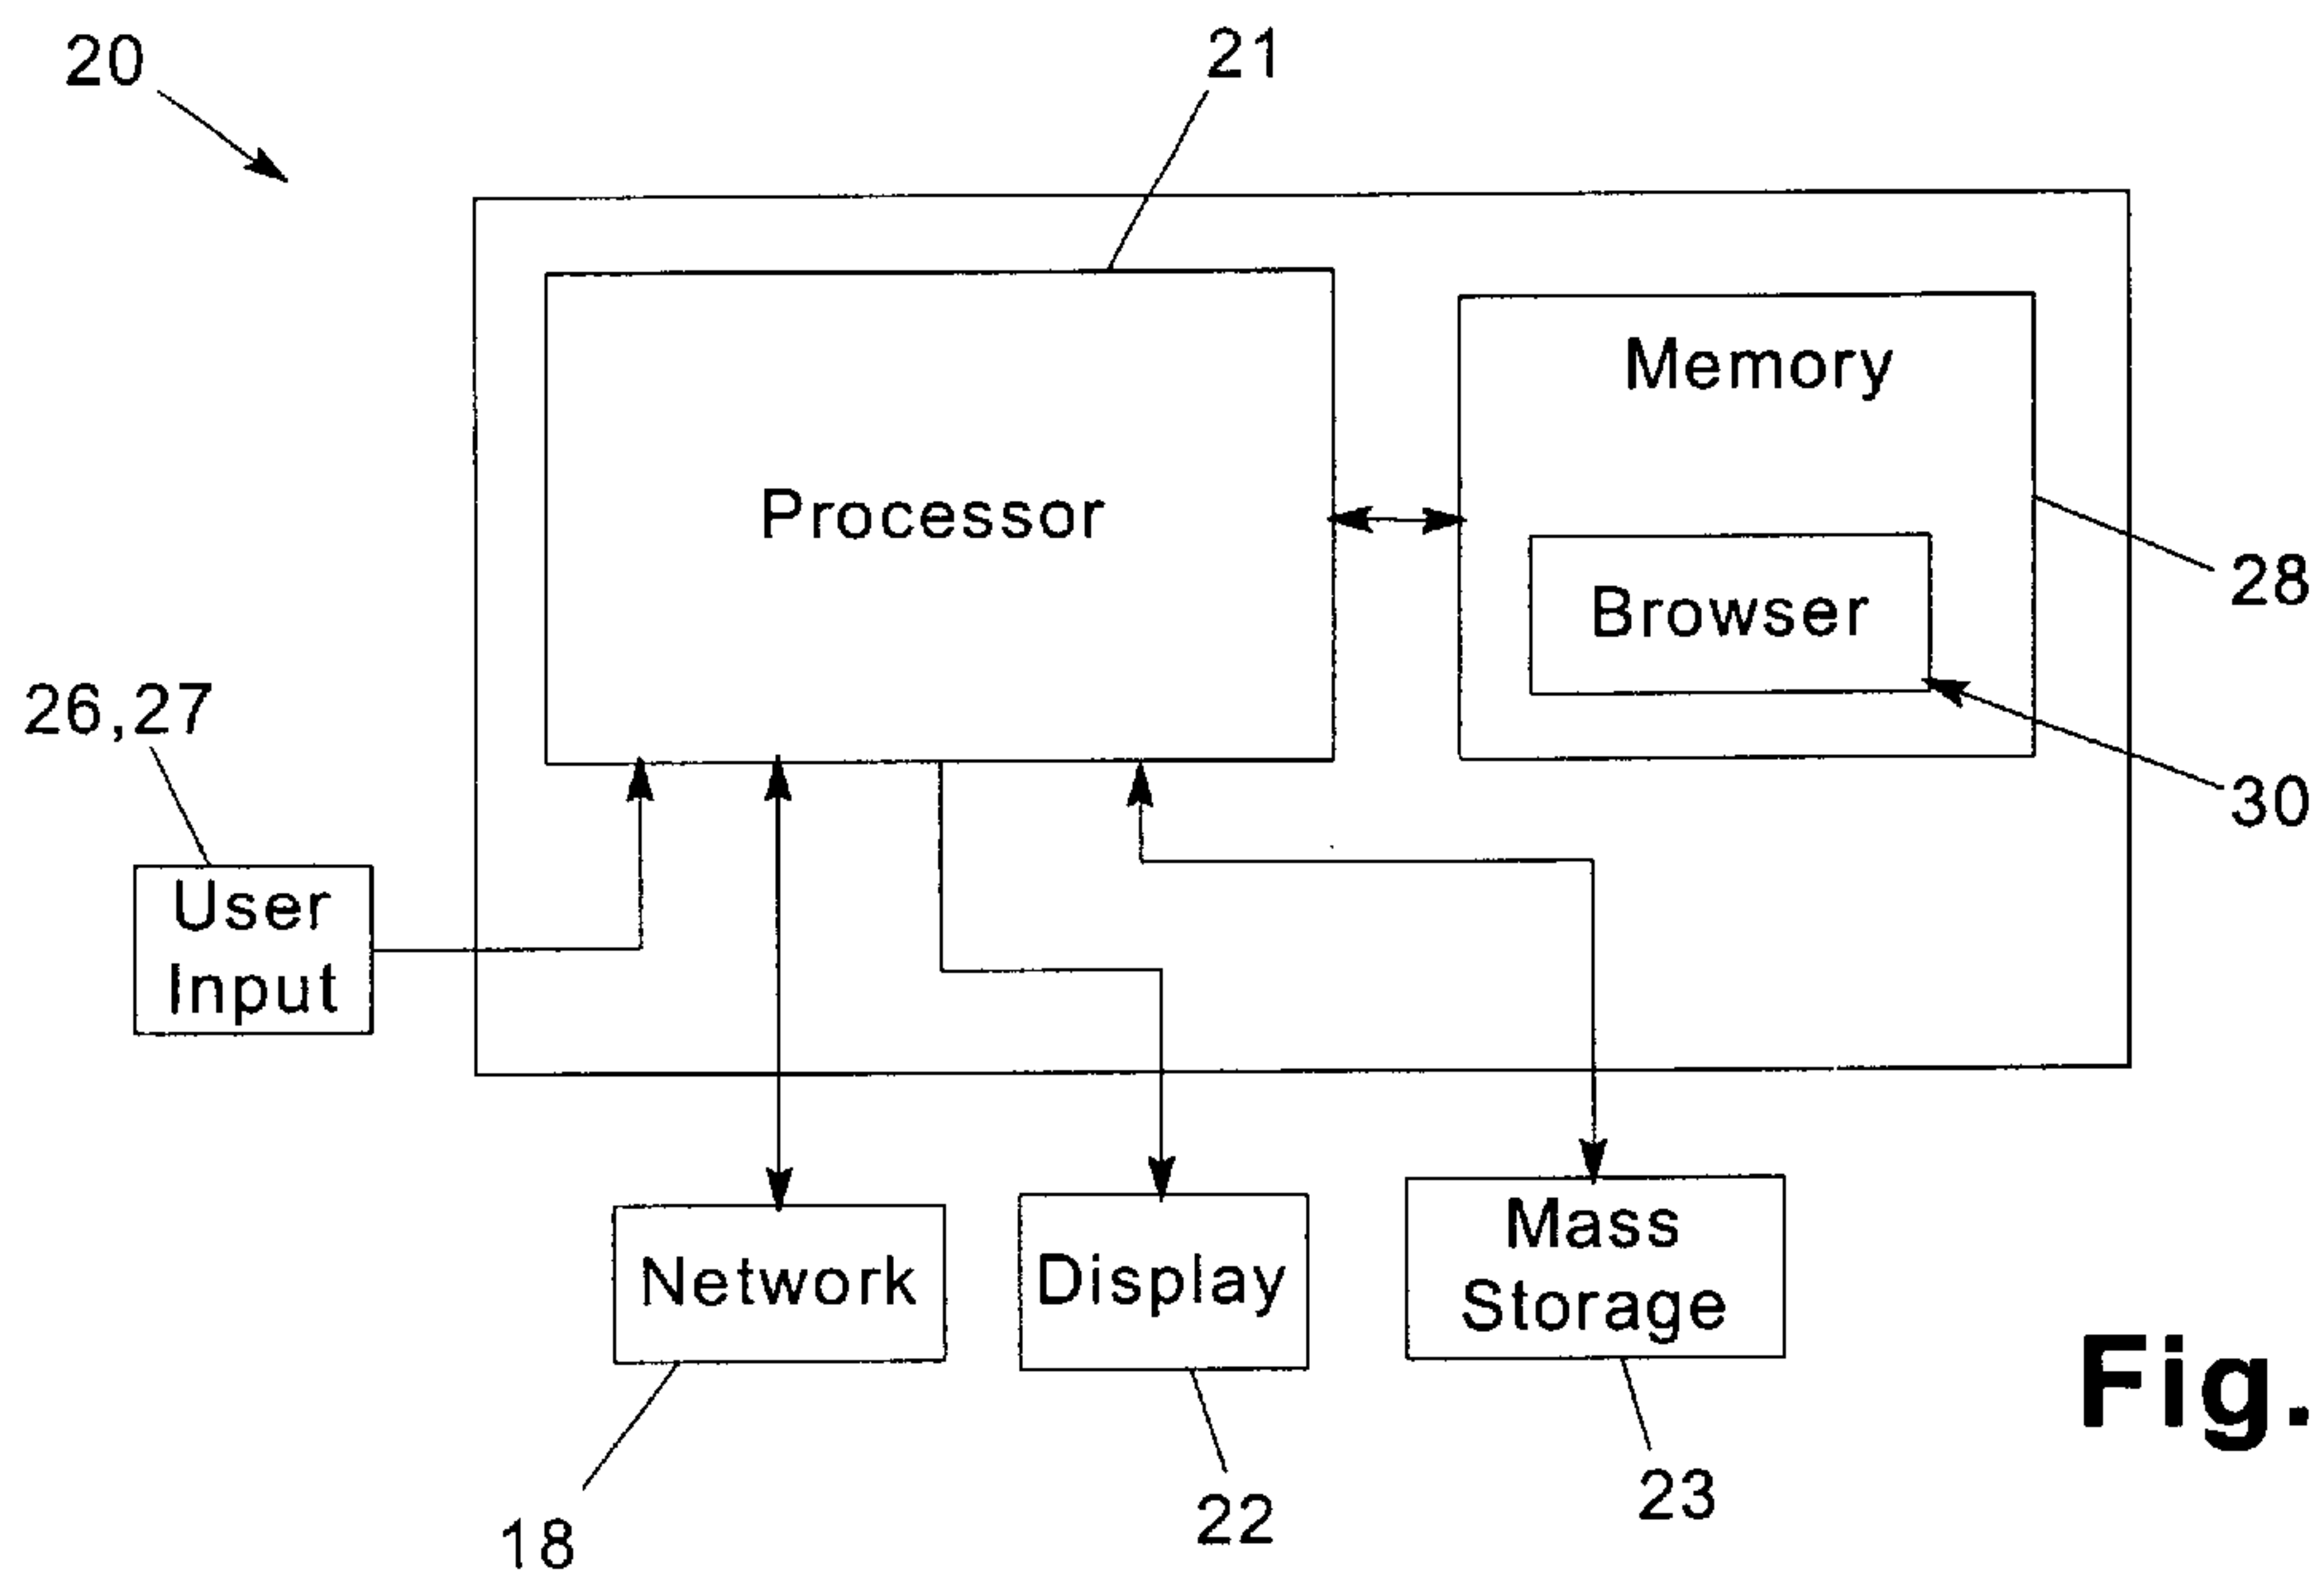 20
21
Processor
Memory
Browser
28
30
26,27
User
Input
Network
Display
Mass
Storage
18
22
23
Fig.